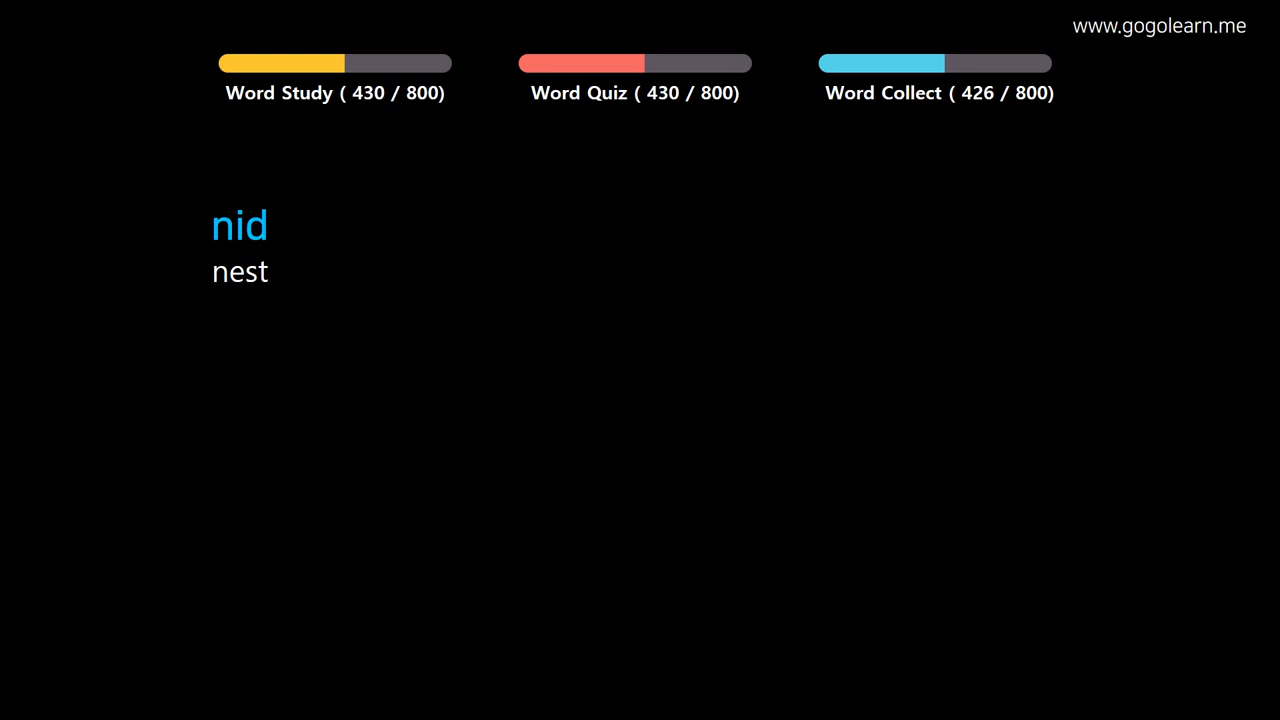 www.gogolearn.me
Word Study ( 430 / 800)
Word Quiz ( 430 / 800)
Word Collect ( 426 / 800)
nid
nest